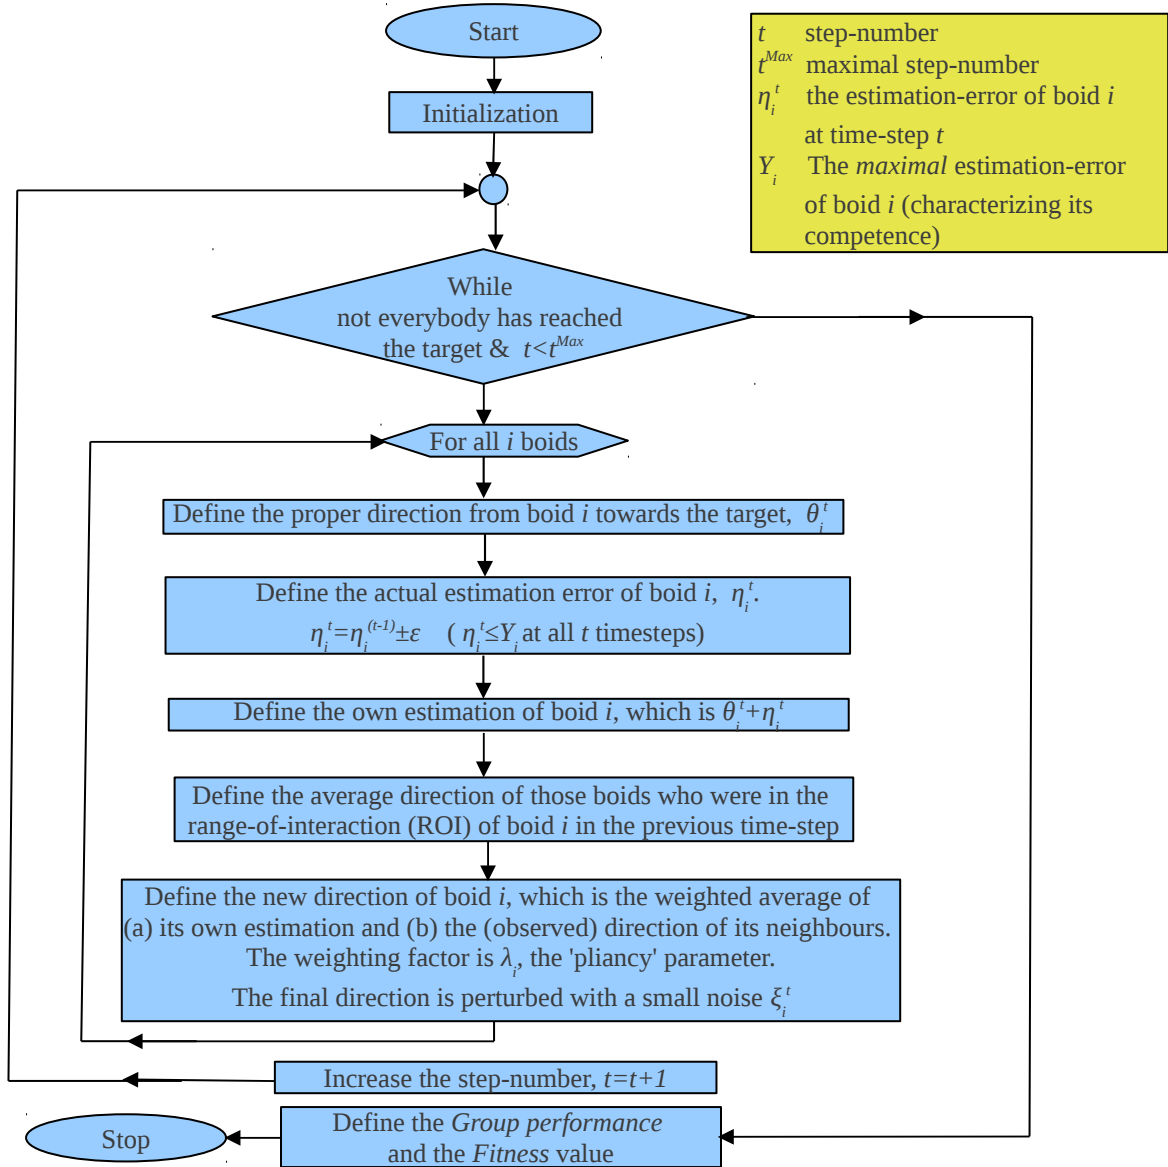 Start
Initialization
t step-number
t^Max maximal step-number
η_i^t the estimation-error of boid i
at time-step t
Y_i The maximal estimation-error
of boid i (characterizing its
competence)
While
not everybody has reached
the target & t<t^Max
For all i boids
Define the proper direction from boid i towards the target, θ_i^t
Define the actual estimation error of boid i, η_i^t.
η_i^t=η_i^(t-1)±ε ( η_i^t≤Y_i at all t timesteps)
Define the own estimation of boid i, which is θ_i^t+η_i^t
Define the average direction of those boids who were in the
range-of-interaction (ROI) of boid i in the previous time-step
Define the new direction of boid i, which is the weighted average of
(a) its own estimation and (b) the (observed) direction of its neighbours.
The weighting factor is λ_i, the 'pliancy' parameter.
The final direction is perturbed with a small noise ξ_i^t
Increase the step-number, t=t+1
Define the Group performance
and the Fitness value
Stop